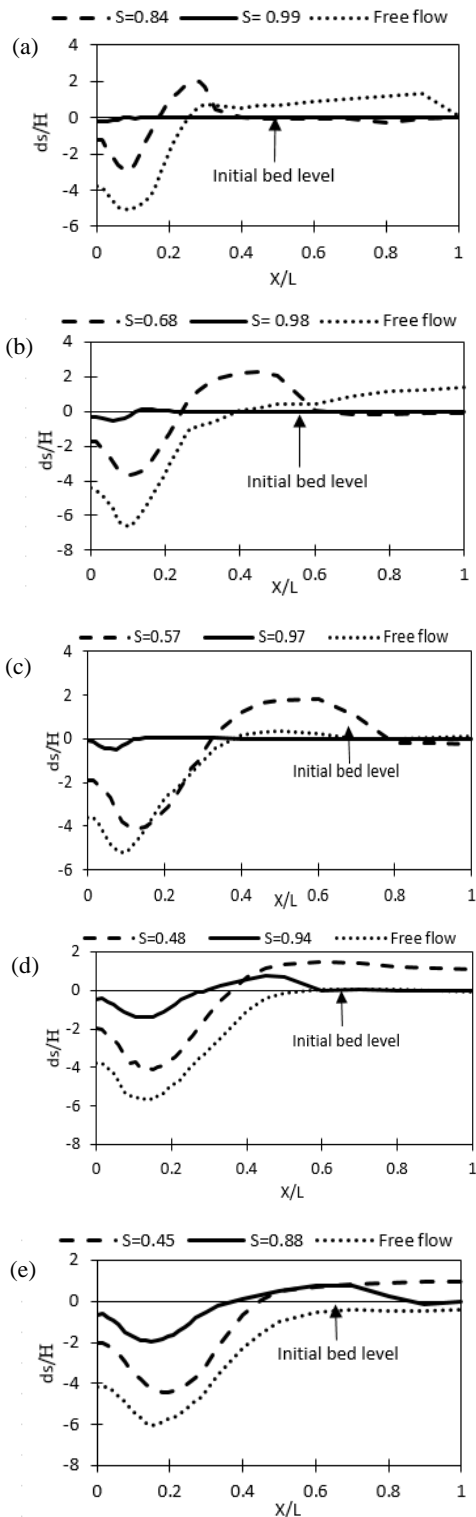 S=0.84 S= 0.99 Free flow
(a)
4
2
0
-2
-4
-6
ds/H
Initial bed level
0 0.2 0.4 0.6 0.8 1
X/L
S=0.68 S= 0.98 Free flow
(b)
4
2
0
-2
-4
-6
-8
ds/H
Initial bed level
0 0.2 0.4 0.6 0.8 1
X/L
S=0.57 S=0.97 Free flow
(c)
4
2
0
-2
-4
-6
ds/H
Initial bed level
0 0.2 0.4 0.6 0.8 1
X/L
S=0.48 S=0.94 Free flow
(d)
2
0
-2
-4
-6
-8
ds/H
Initial bed level
0 0.2 0.4 0.6 0.8 1
X/L
S=0.45 S=0.88 Free flow
(e)
2
0
-2
-4
-6
-8
ds/H
Initial bed level
0 0.2 0.4 0.6 0.8 1
X/L